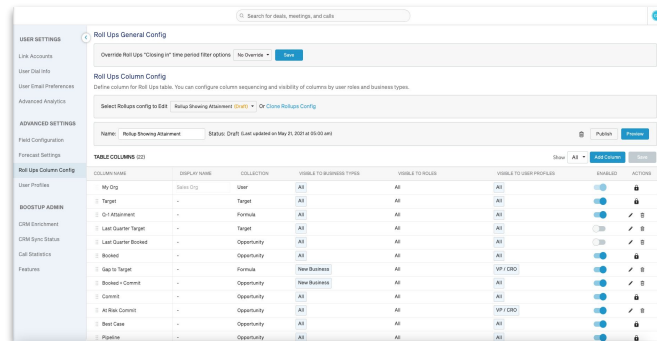 Search for deals, meetings, and calls
USER SETTINGS
Link Accounts
User Dial info
User Email Preferences
Advanced Analytics
ADVANCED SETTINGS
Field Configuration
Forecast Settings
Roll Ups Column Config
User Profiles
BOOSTUP ADMIN
CRM Enrichment
CRM Sync Status
Call Statistics
Features
Roll Ups General Config
Override Roll Ups "Closing in" time period filter options No Override Save
Roll Ups Column Config
Define column for Roll Ups table. You can configure column sequencing and visibility of columns by user roles and business types.
Select Rollups config to Edit Rollup Showing Attainment (Draft) Or Clone Rollups Config
Name: Rollup Showing Attainment Status: Draft (Last updated on May 21, 2021 at 05:00 am) Publish Preview
TABLE COLUMNS (22) Show All Add Column Save
COLUMN NAME DISPLAY NAME COLLECTION VISIBLE TO BUSINESS TYPES VISIBLE TO ROLES VISIBLE TO USER PROFILES ENABLED ACTIONS
My Org Sales Org User All All All
Target - Target All All All
Q-1 Attainment - Formula All All All
Last Quarter Target - Target All All All
Last Quarter Booked - Opportunity All All All
Booked - Opportunity All All All
Gap to Target - Formula New Business All VP / CRO
Booked + Commit - Opportunity New Business All All
Commit - Opportunity All All All
At Risk Commit - Opportunity All All VP / CRO
Best Case - Opportunity All All All
Pipeline - Opportunity All All All